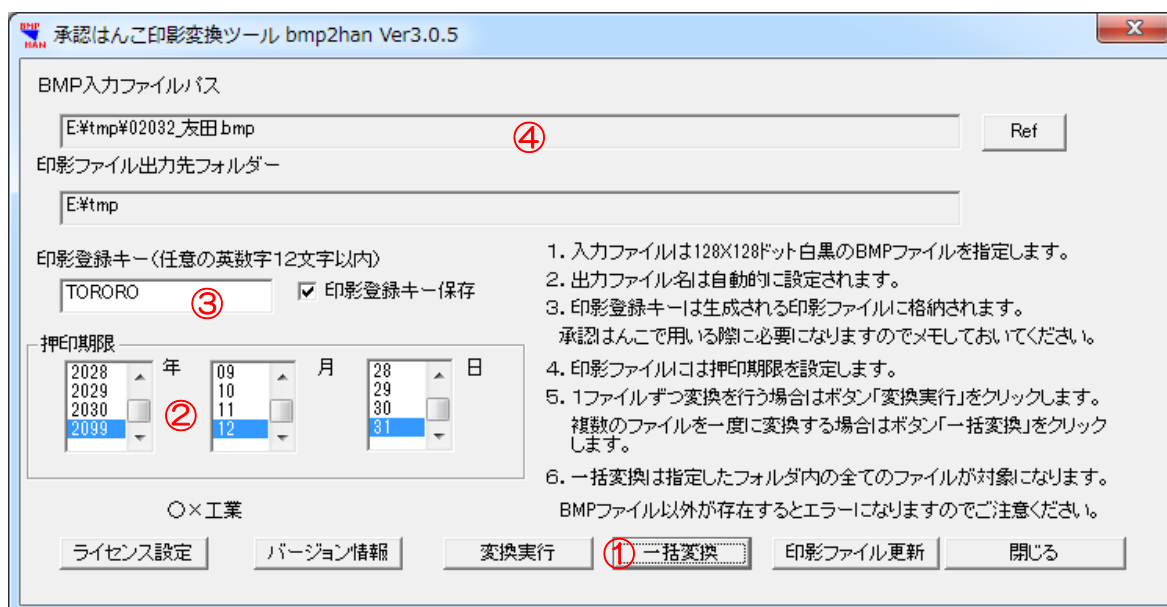 BMP HAN 承認はんこ印影変換ツール bmp2han Ver3.0.5 X
BMP入力ファイルパス
E:¥tmp¥02032_友田.bmp ④ Ref
印影ファイル出力先フォルダー
E:¥tmp
印影登録キー(任意の英数字12文字以内)
TORORO ③ 印影登録キー保存
押印期限
2028 年 09 月 28 日
2029 10 29
2030 ② 11 30
2099 12 31
1. 入力ファイルは128X128ドット白黒のBMPファイルを指定します。
2. 出力ファイル名は自動的に設定されます。
3. 印影登録キーは生成される印影ファイルに格納されます。
承認はんこで用いる際に必要になりますのでメモしておいてください。
4. 印影ファイルには押印期限を設定します。
5. 1ファイルずつ変換を行う場合はボタン「変換実行」をクリックします。
複数のファイルを一度に変換する場合はボタン「一括変換」をクリック
します。
6. 一括変換は指定したフォルダ内の全てのファイルが対象になります。
BMPファイル以外が存在するとエラーになりますのでご注意ください。
○×工業
ライセンス設定 バージョン情報 変換実行 ① 一括変換 印影ファイル更新 閉じる